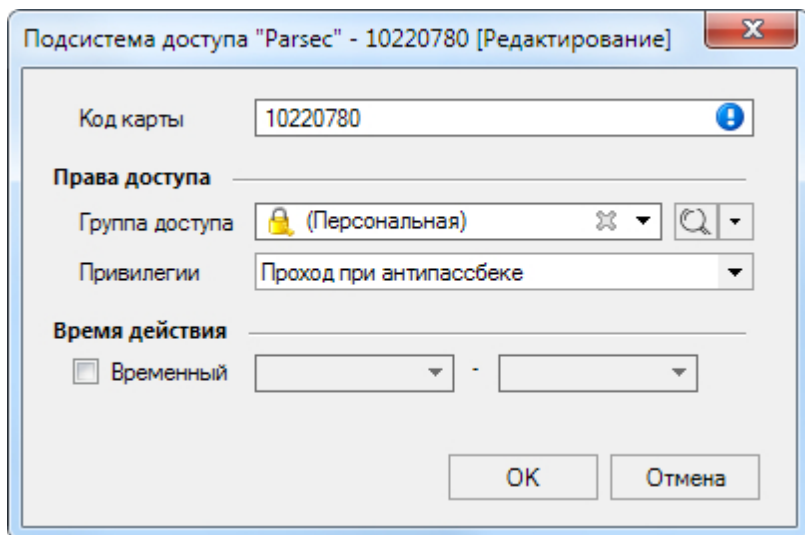 Подсистема доступа "Parsec" - 10220780 [Редактирование]
Код карты 10220780
Права доступа
Группа доступа (Персональная)
Привилегии Проход при антипассбеке
Время действия
Временный -
ОК Отмена